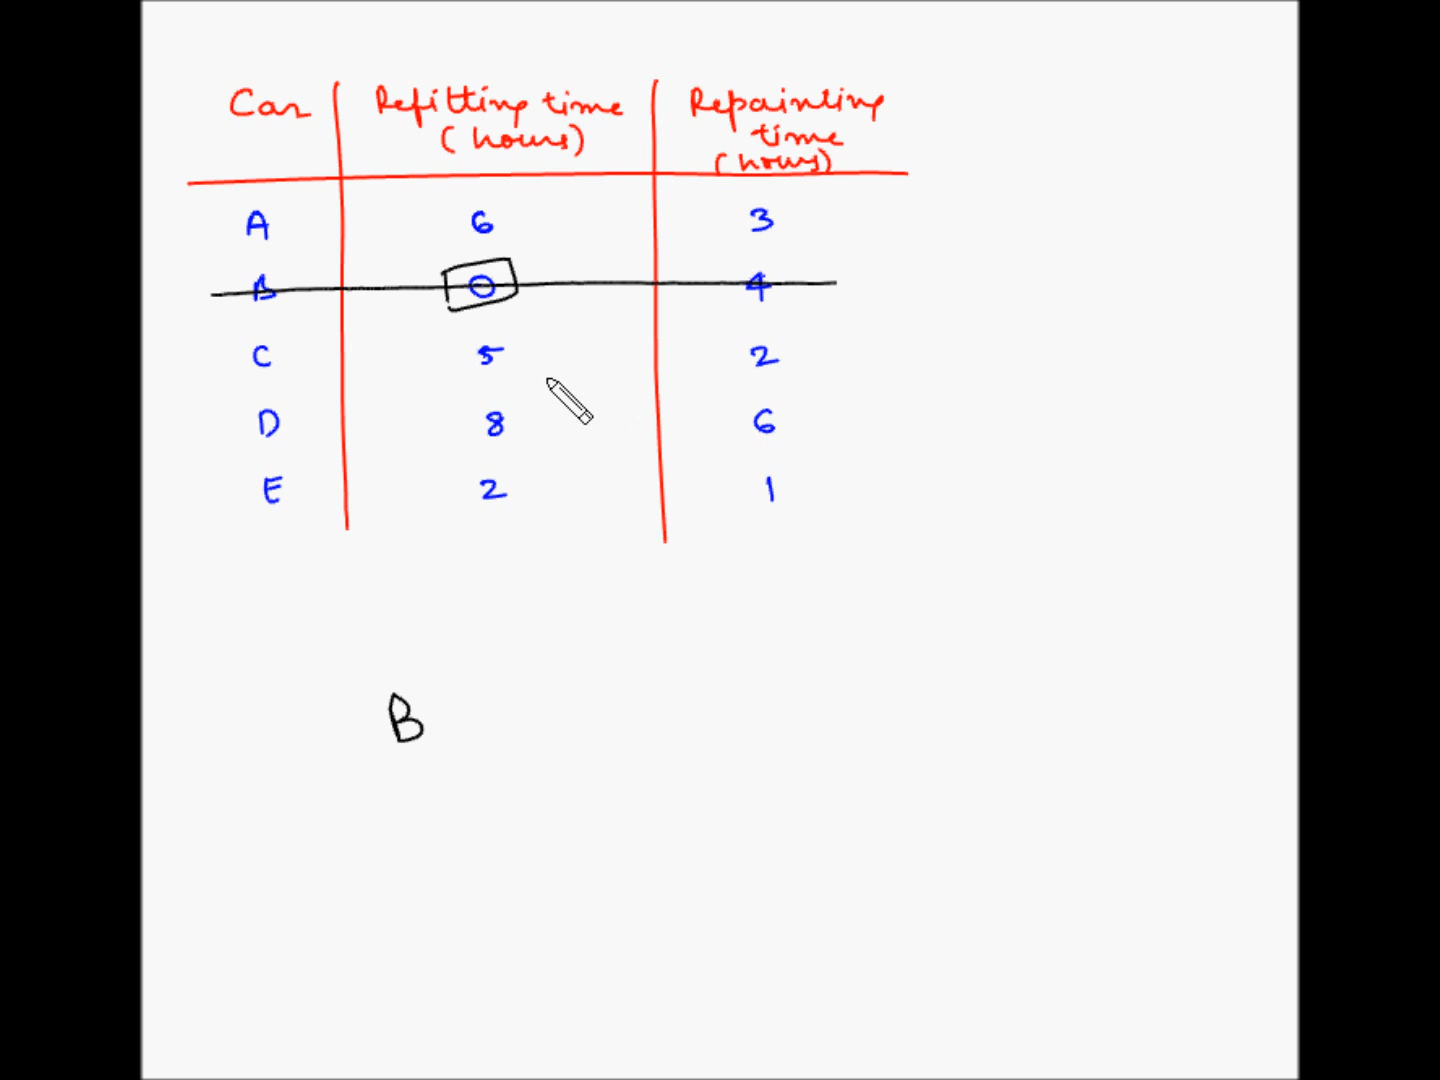 Car Refitting time Repainting
(hours) time
(hours)
A 6 3
B 0 4
C 5 2
D 8 6
E 2 1
B